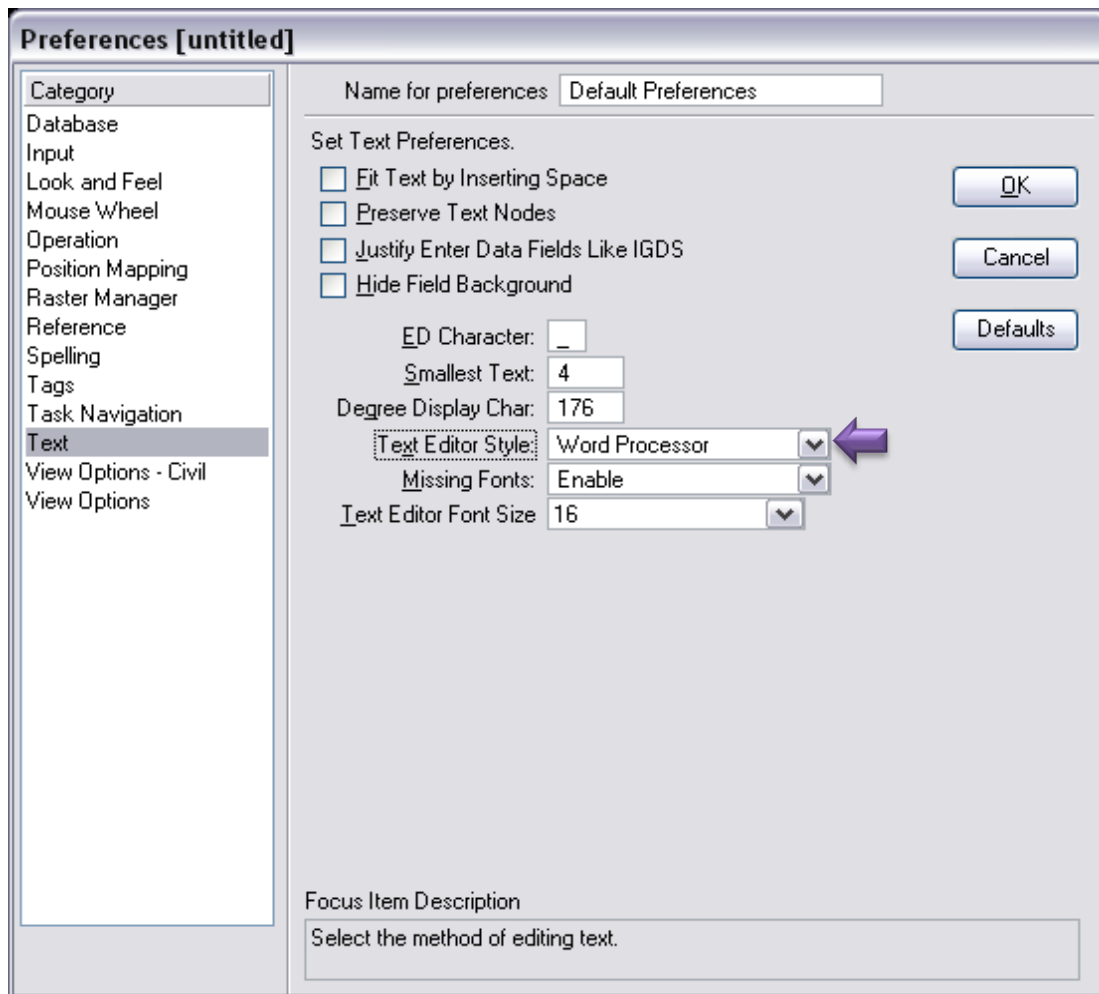 Preferences [untitled]
Category
Database
Input
Look and Feel
Mouse Wheel
Operation
Position Mapping
Raster Manager
Reference
Spelling
Tags
Task Navigation
Text
View Options - Civil
View Options
Name for preferences Default Preferences
Set Text Preferences.
Fit Text by Inserting Space
Preserve Text Nodes
Justify Enter Data Fields Like IGDS
Hide Field Background
ED Character: _
Smallest Text: 4
Degree Display Char: 176
Text Editor Style: Word Processor
Missing Fonts: Enable
Text Editor Font Size 16
OK
Cancel
Defaults
Focus Item Description
Select the method of editing text.